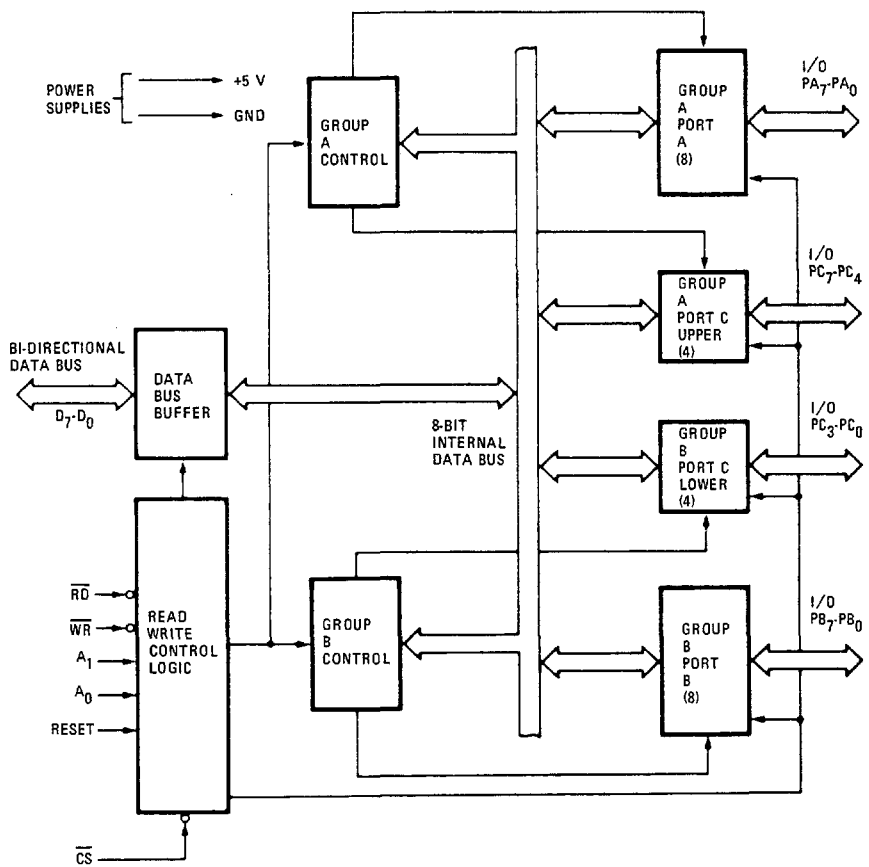 POWER
SUPPLIES
+5 V
GND
GROUP
A
CONTROL
GROUP
A
PORT
A
(8)
I/O
PA7-PA0
GROUP
A
PORT C
UPPER
(4)
I/O
PC7-PC4
BI-DIRECTIONAL
DATA BUS
D7-D0
DATA
BUS
BUFFER
8-BIT
INTERNAL
DATA BUS
GROUP
B
PORT C
LOWER
(4)
I/O
PC3-PC0
RD
WR
A1
A0
RESET
CS
READ
WRITE
CONTROL
LOGIC
GROUP
B
CONTROL
GROUP
B
PORT
B
(8)
I/O
PB7-PB0